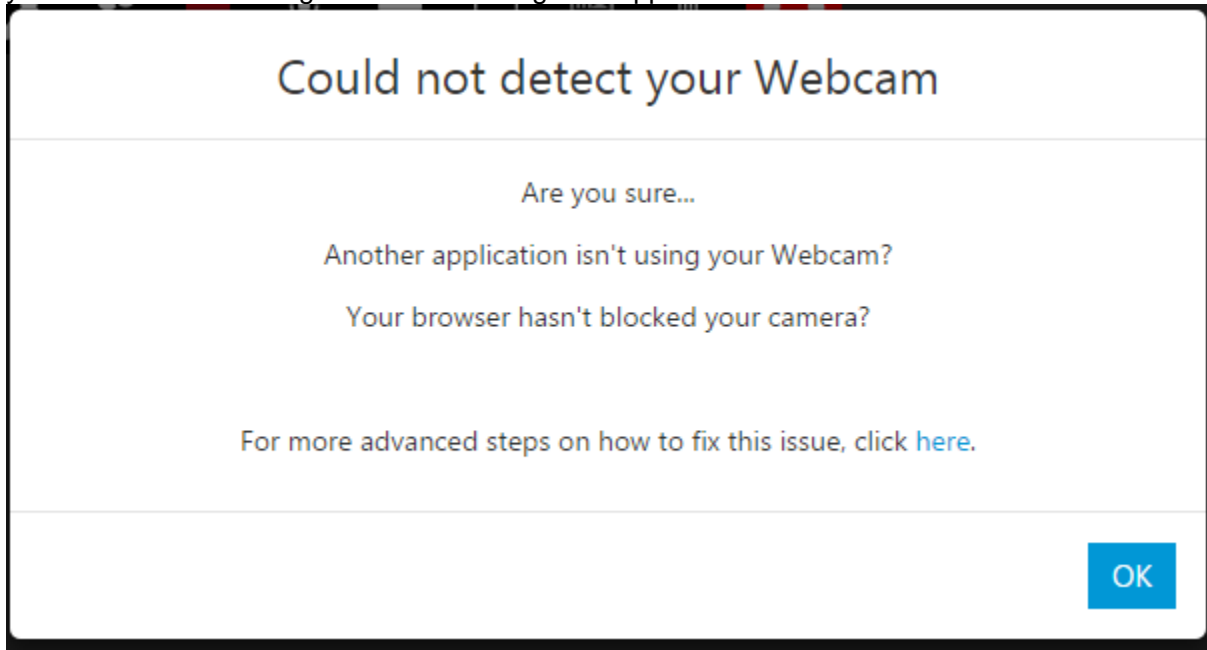 Could not detect your Webcam
Are you sure...
Another application isn't using your Webcam?
Your browser hasn't blocked your camera?
For more advanced steps on how to fix this issue, click here.
OK